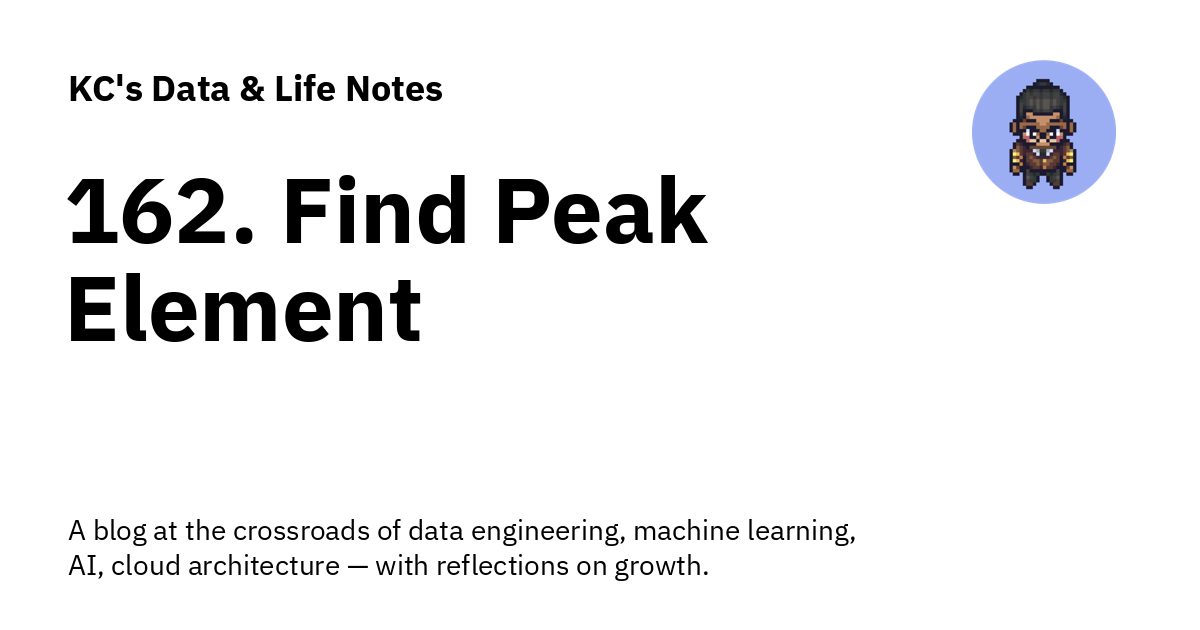 KC's Data & Life Notes
162. Find Peak
Element
A blog at the crossroads of data engineering, machine learning,
AI, cloud architecture — with reflections on growth.